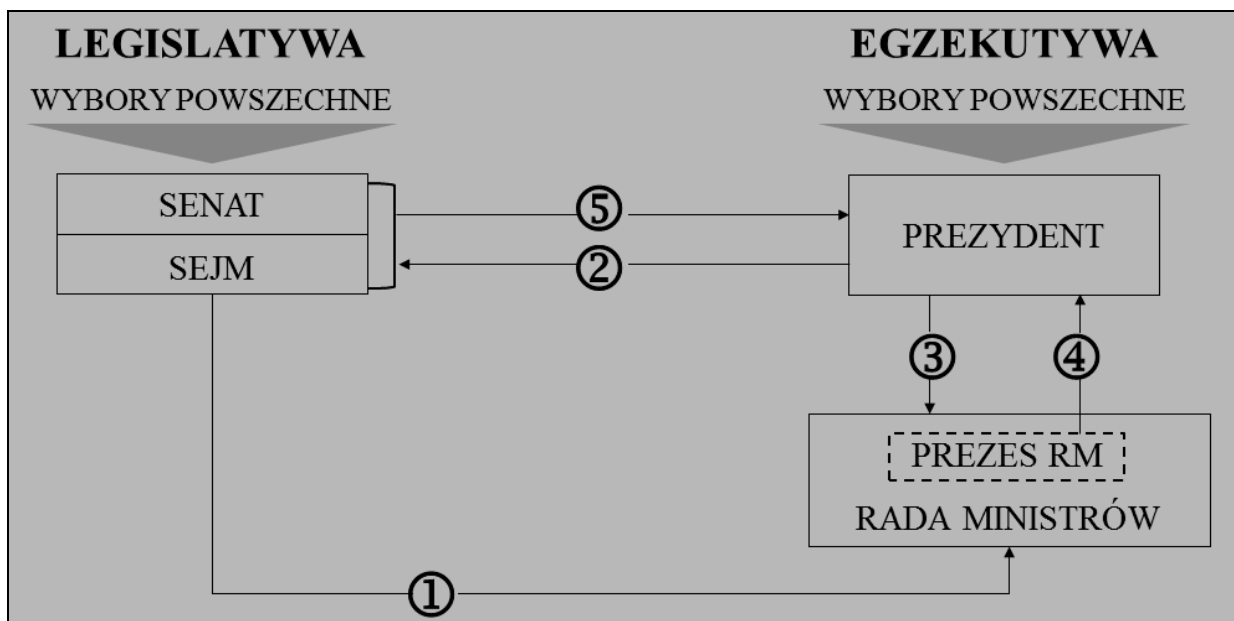 LEGISLATYWA
WYBORY POWSZECHNE
SENAT
SEJM
EGZEKUTYWA
WYBORY POWSZECHNE
PREZYDENT
⑤
②
③
④
PREZES RM
RADA MINISTRÓW
①